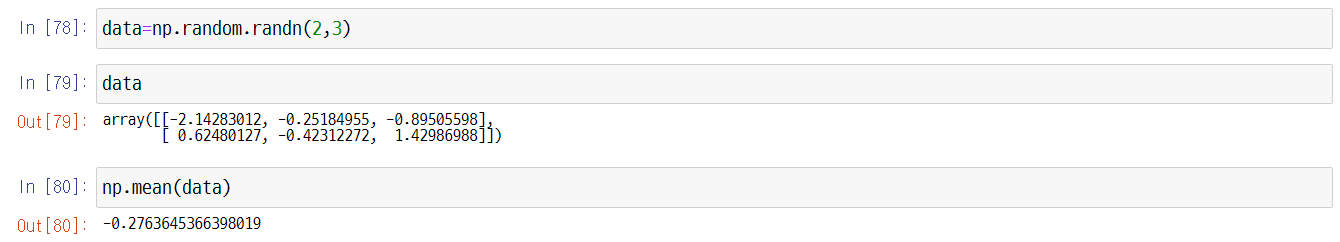 In [78]: data=np.random.randn(2,3)
In [79]: data
Out[79]: array([[-2.14283012, -0.25184955, -0.89505598],
[ 0.62480127, -0.42312272,  1.42986988]])
In [80]: np.mean(data)
Out[80]: -0.2763645366398019